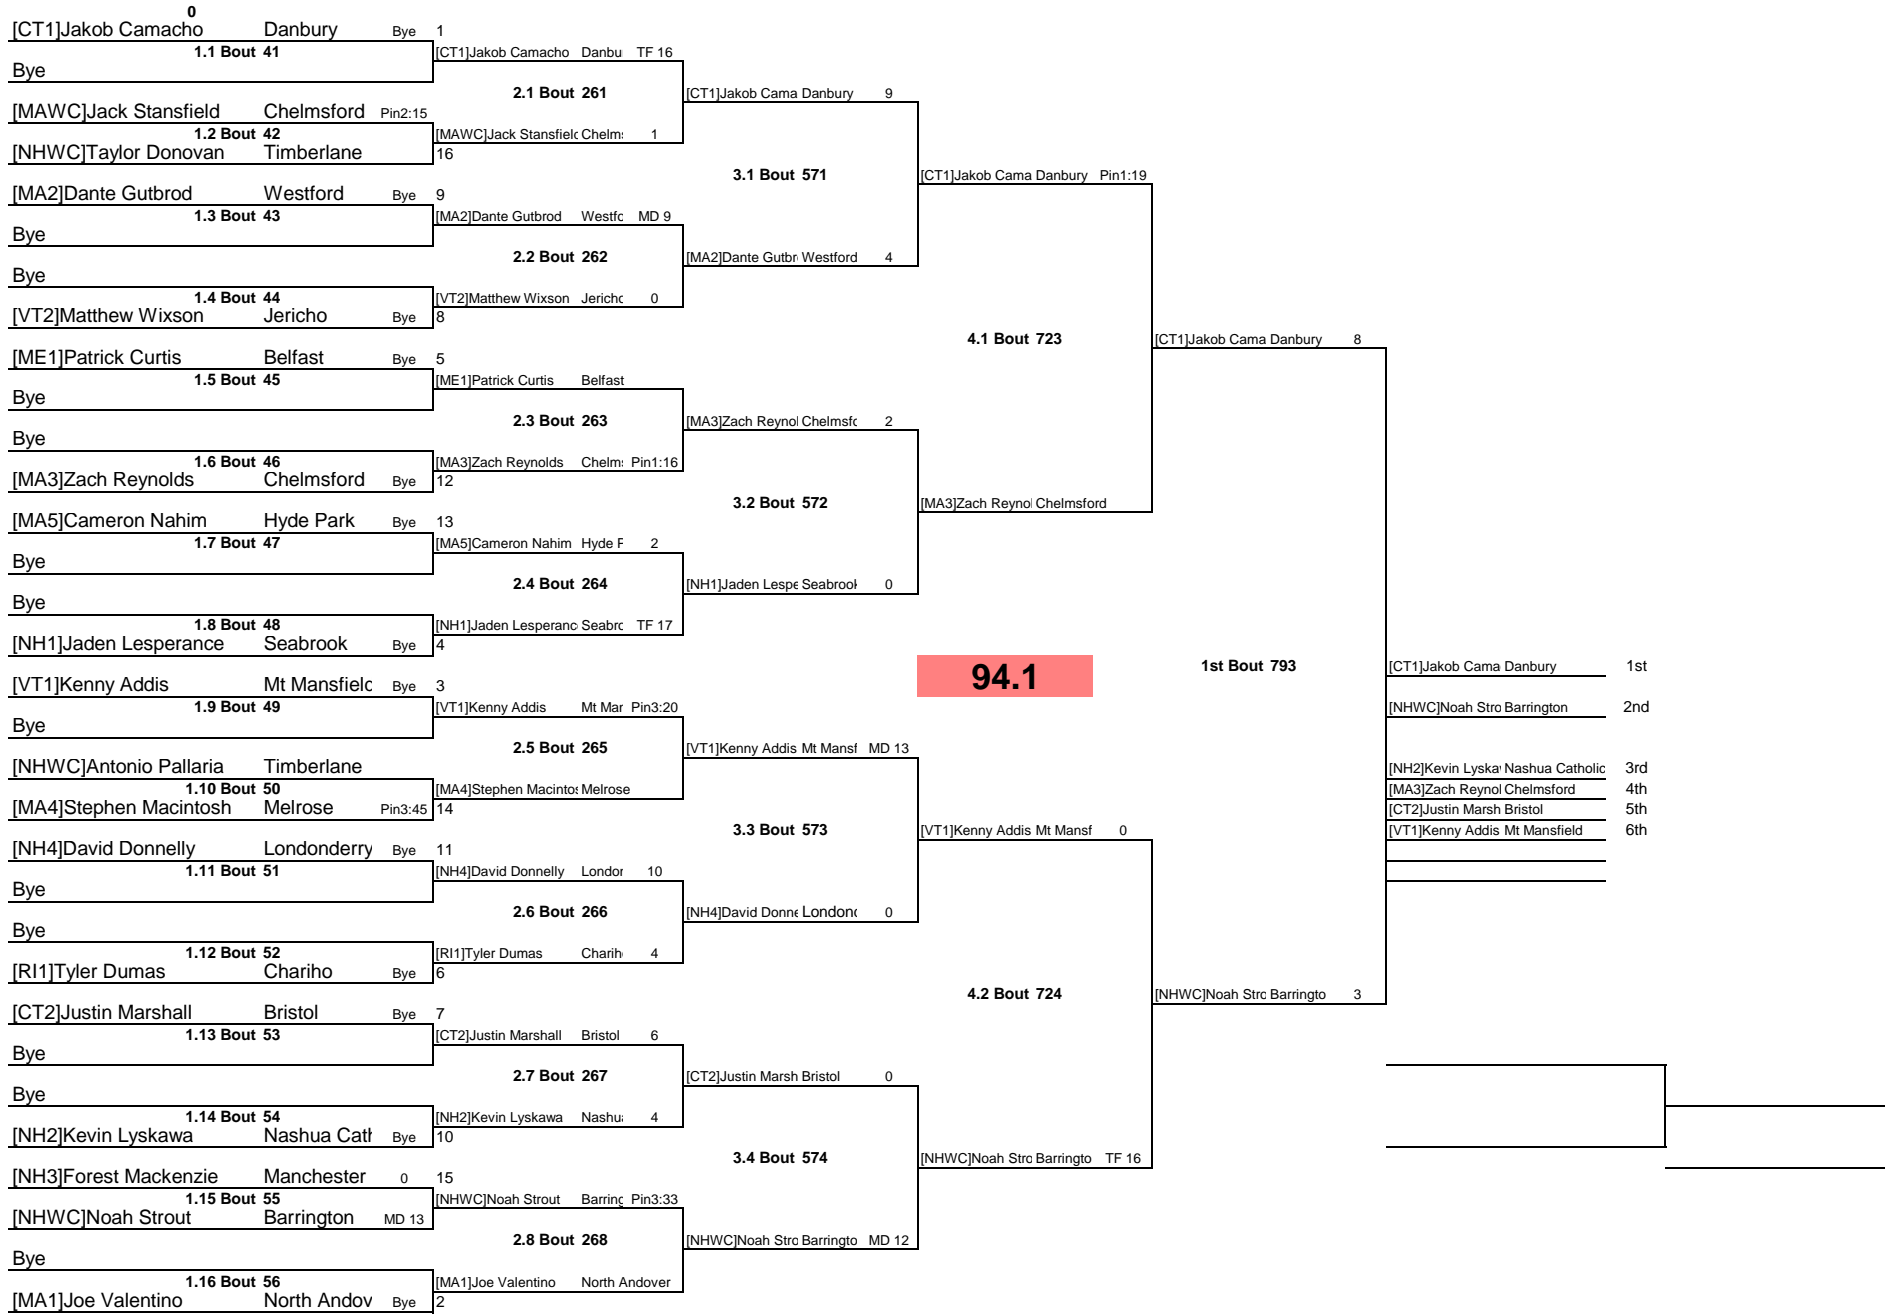 0
[CT1]Jakob Camacho Danbury Bye 1
1.1 Bout 41
Bye
[MAWC]Jack Stansfield Chelmsford Pin2:15
1.2 Bout 42
[NHWC]Taylor Donovan Timberlane 16
[MA2]Dante Gutbrod Westford Bye 9
1.3 Bout 43
Bye
Bye
1.4 Bout 44
[VT2]Matthew Wixson Jericho Bye 8
[ME1]Patrick Curtis Belfast Bye 5
1.5 Bout 45
Bye
Bye
1.6 Bout 46
[MA3]Zach Reynolds Chelmsford Bye 12
[MA5]Cameron Nahim Hyde Park Bye 13
1.7 Bout 47
Bye
Bye
1.8 Bout 48
[NH1]Jaden Lesperance Seabrook Bye 4
[VT1]Kenny Addis Mt Mansfielc Bye 3
1.9 Bout 49
Bye
[NHWC]Antonio Pallaria Timberlane
1.10 Bout 50
[MA4]Stephen Macintosh Melrose Pin3:45 14
[NH4]David Donnelly Londonderry Bye 11
1.11 Bout 51
Bye
Bye
1.12 Bout 52
[RI1]Tyler Dumas Chariho Bye 6
[CT2]Justin Marshall Bristol Bye 7
1.13 Bout 53
Bye
Bye
1.14 Bout 54
[NH2]Kevin Lyskawa Nashua Cath Bye 10
[NH3]Forest Mackenzie Manchester 0 15
1.15 Bout 55
[NHWC]Noah Strout Barrington MD 13
Bye
1.16 Bout 56
[MA1]Joe Valentino North Andov Bye 2
[CT1]Jakob Camacho Danbu TF 16
2.1 Bout 261
[MAWC]Jack Stansfielc Chelm 1
[MA2]Dante Gutbrod Westfc MD 9
2.2 Bout 262
[VT2]Matthew Wixson Jerichc 0
[ME1]Patrick Curtis Belfast
2.3 Bout 263
[MA3]Zach Reynolds Chelm Pin1:16
[MA5]Cameron Nahim Hyde F 2
2.4 Bout 264
[NH1]Jaden Lesperanc Seabrc TF 17
[VT1]Kenny Addis Mt Mar Pin3:20
2.5 Bout 265
[MA4]Stephen Macinto Melrose
[NH4]David Donnelly Londor 10
2.6 Bout 266
[RI1]Tyler Dumas Charih 4
[CT2]Justin Marshall Bristol 6
2.7 Bout 267
[NH2]Kevin Lyskawa Nashu 4
[NHWC]Noah Strout Barring Pin3:33
2.8 Bout 268
[MA1]Joe Valentino North Andover
[CT1]Jakob Cama Danbury 9
3.1 Bout 571
[MA2]Dante Gutbr Westford 4
[MA3]Zach Reynol Chelmsfc 2
3.2 Bout 572
[NH1]Jaden Lespe Seabrook 0
[VT1]Kenny Addis Mt Mansf MD 13
3.3 Bout 573
[NH4]David Donne Londonc 0
[CT2]Justin Marsh Bristol 0
3.4 Bout 574
[NHWC]Noah Strc Barringto MD 12
[CT1]Jakob Cama Danbury Pin1:19
4.1 Bout 723
[MA3]Zach Reynol Chelmsford
94.1
[VT1]Kenny Addis Mt Mansf 0
4.2 Bout 724
[NHWC]Noah Strc Barringto TF 16
[CT1]Jakob Cama Danbury 8
1st Bout 793
[NHWC]Noah Strc Barringto 3
[CT1]Jakob Cama Danbury 1st
[NHWC]Noah Strc Barrington 2nd
[NH2]Kevin Lyska Nashua Catholic 3rd
[MA3]Zach Reynol Chelmsford 4th
[CT2]Justin Marsh Bristol 5th
[VT1]Kenny Addis Mt Mansfield 6th